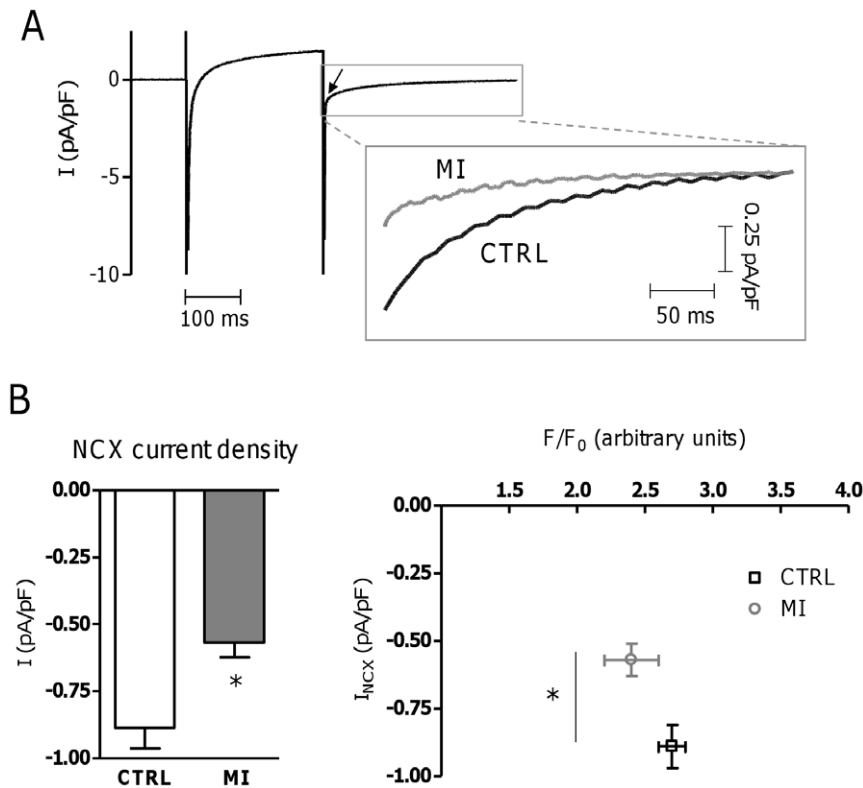 A
I (pA/pF)
0
-5
-10
100 ms
MI
CTRL
0.25 pA/pF
50 ms
B
NCX current density
I (pA/pF)
0.00
-0.25
-0.50
-0.75
-1.00
*
CTRL MI
F/F₀ (arbitrary units)
1.5 2.0 2.5 3.0 3.5 4.0
I_NCX (pA/pF)
0.00
-0.25
-0.50
-0.75
-1.00
CTRL
MI
*